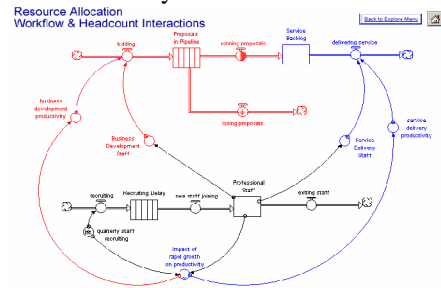 Resource Allocation
Workflow & Headcount Interactions
Back to Explore Menu
Proposals
in Pipeline
Service
Backlog
bidding
winning proposals
delivering service
business
development
productivity
losing proposals
service
delivery
productivity
Business
Development
Staff
Service
Delivery
Staff
Professional
Staff
recruiting
Recruiting Delay
new staff joining
exiting staff
quarterly staff
recruiting
impact of
rapid growth
on productivity